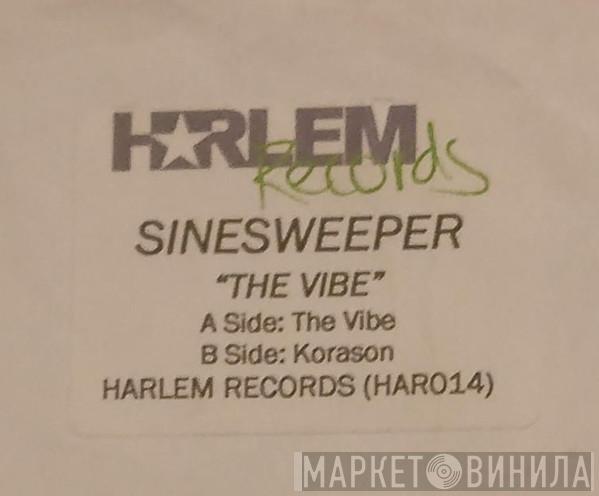 HARLEM
Records
SINESWEEPER
“THE VIBE”
A Side: The Vibe
B Side: Korason
HARLEM RECORDS (HAR014)
МАРКЕТ ВИНИЛА